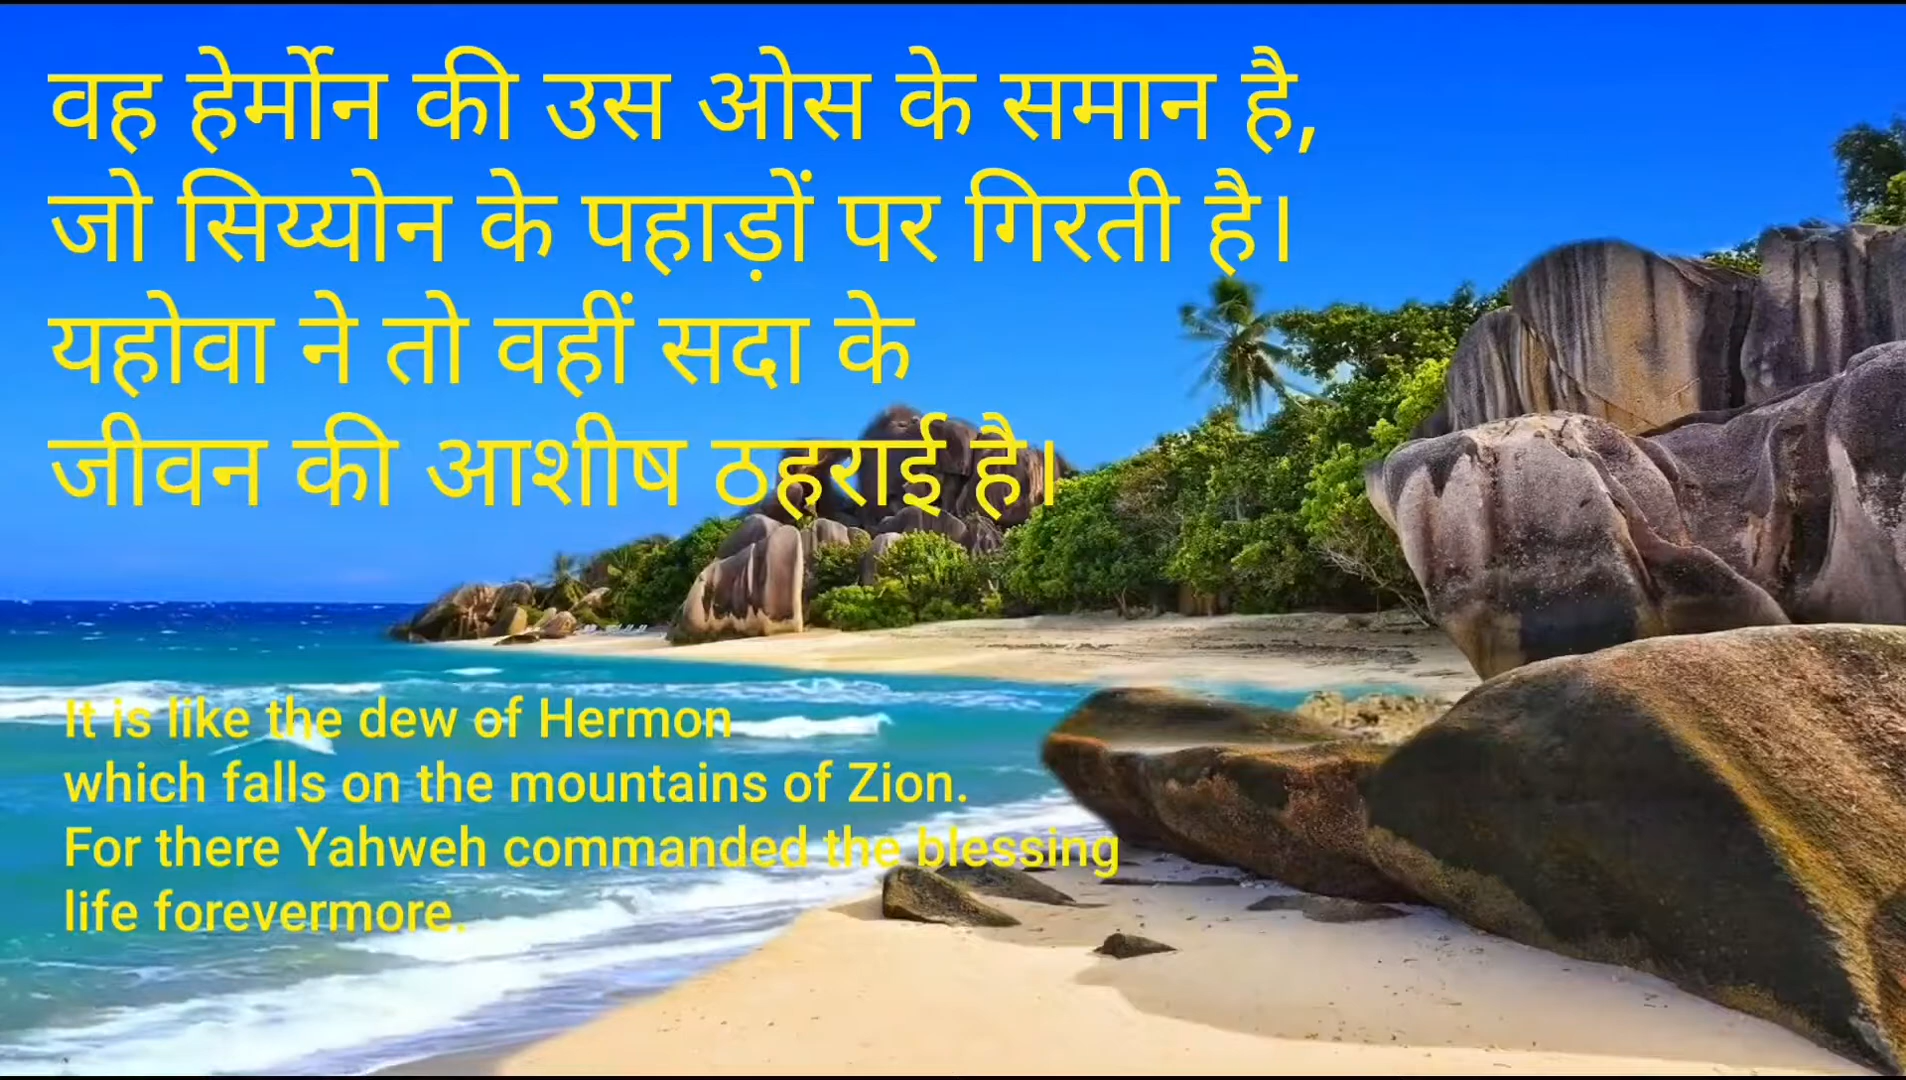 वह हेर्मोन की उस ओस के समान है,
जो सिय्योन के पहाड़ों पर गिरती है।
यहोवा ने तो वहीं सदा के
जीवन की आशीष ठहराई है।
It is like the dew of Hermon
which falls on the mountains of Zion.
For there Yahweh commanded the blessing
life forevermore.